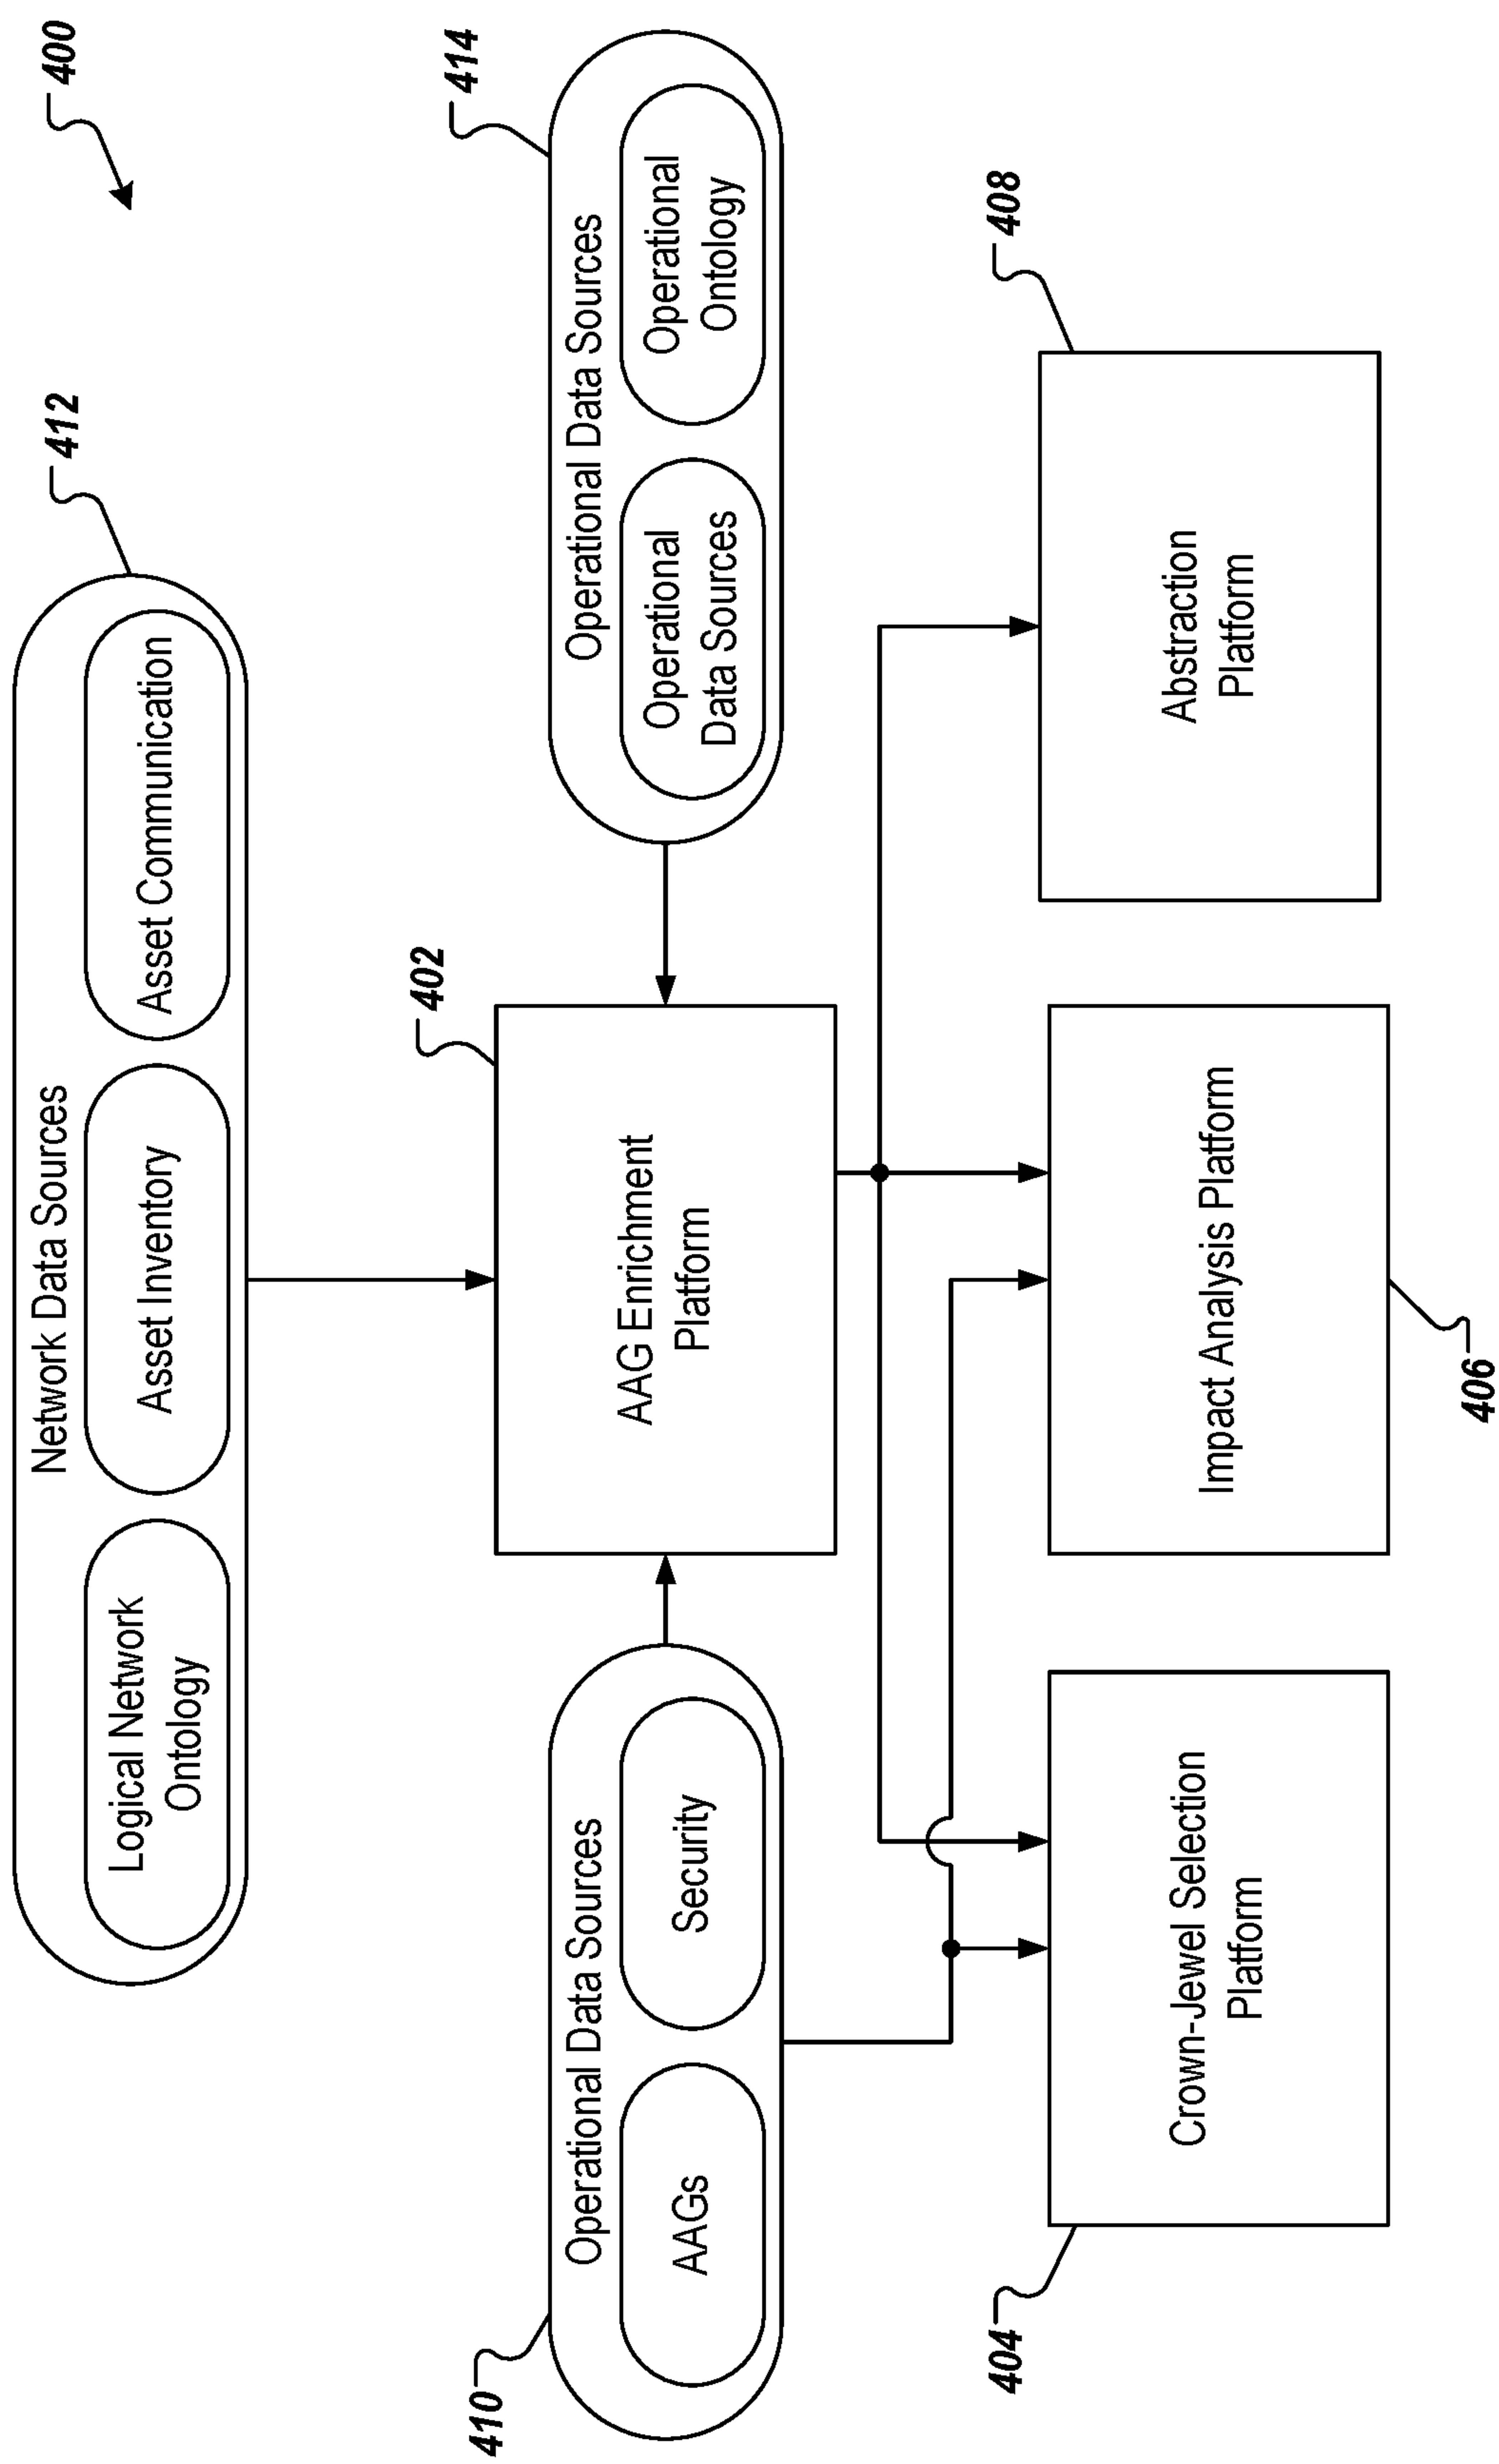 400
412
Network Data Sources
Logical Network
Ontology
Asset Inventory
Asset Communication
410
Operational Data Sources
AAGs
Security
402
AAG Enrichment
Platform
414
Operational Data Sources
Operational
Data Sources
Operational
Ontology
404
Crown-Jewel Selection
Platform
Impact Analysis Platform
406
408
Abstraction
Platform